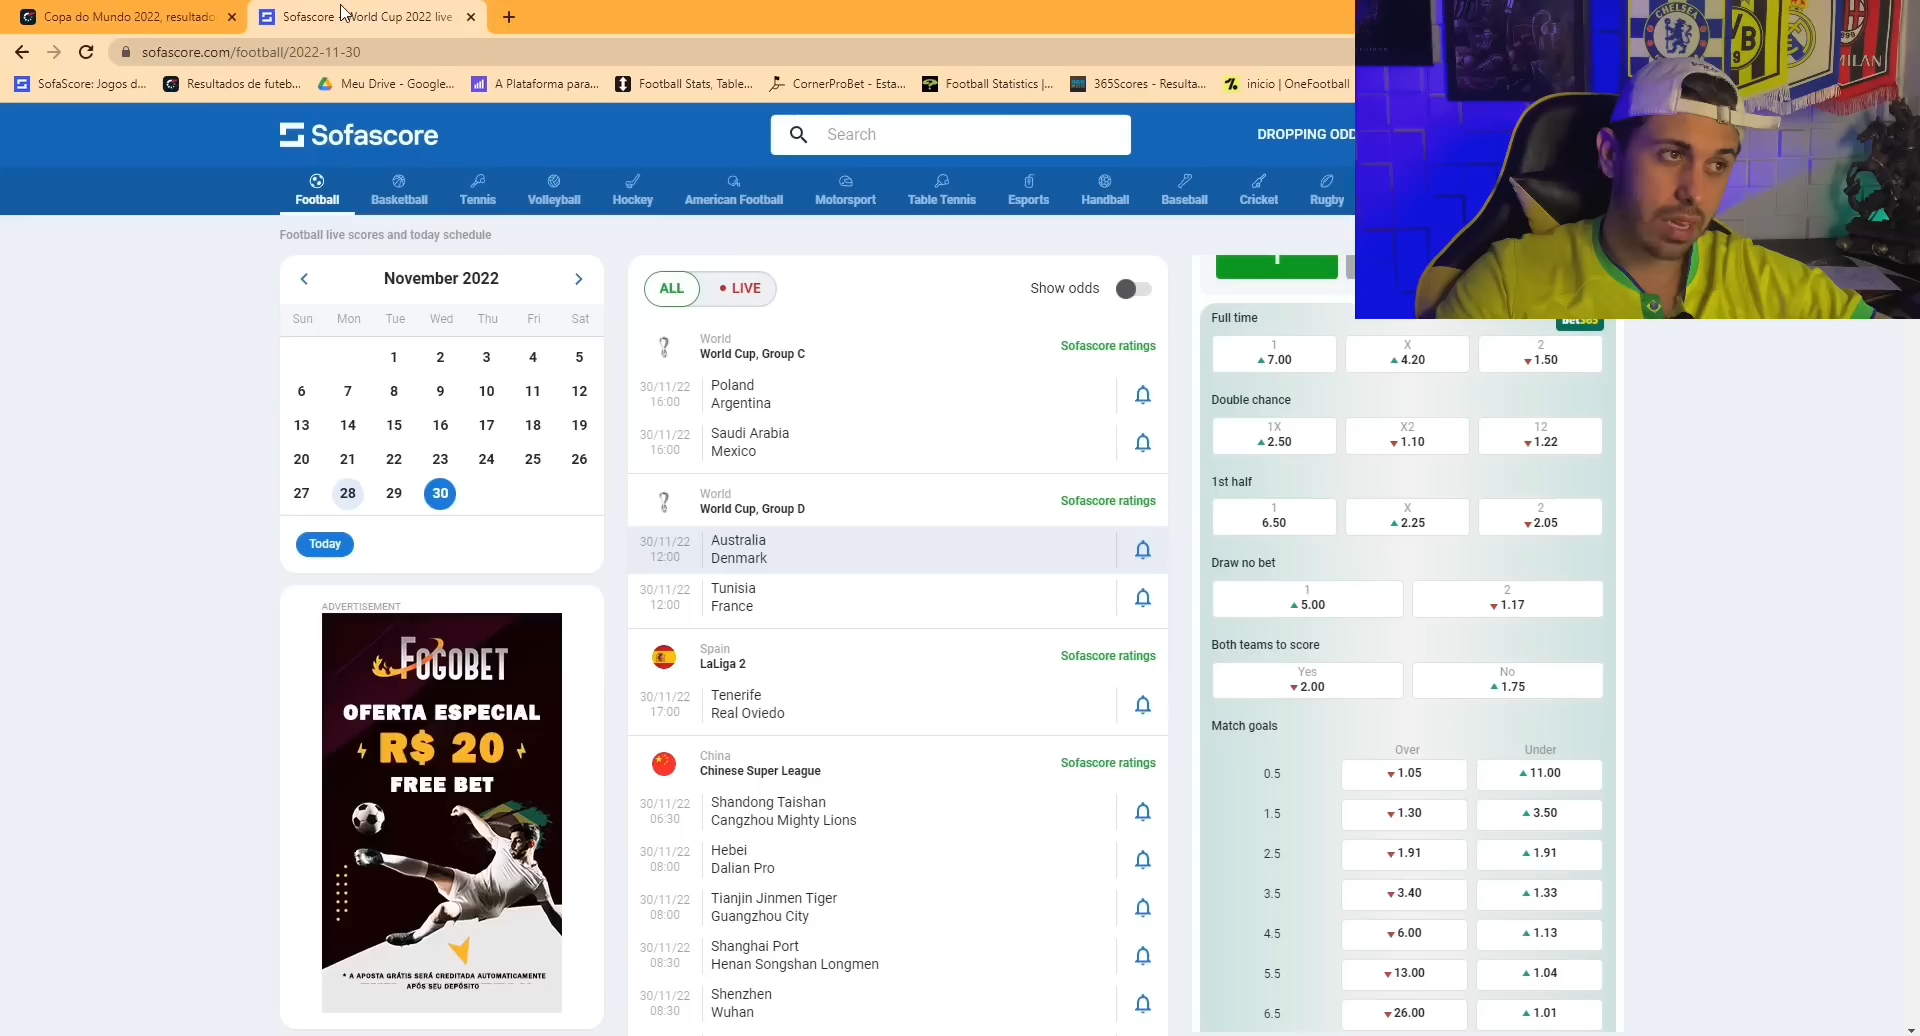 Copa do Mundo 2022, resultado
Sofascore
World Cup 2022 live
sofascore.com/football/2022-11-30
SofaScore: Jogos d...
Resultados de futeb...
Meu Drive - Google...
A Plataforma para...
Football Stats, Table...
CornerProBet - Esta...
Football Statistics |...
365Scores - Resulta...
inicio | OneFootball
Sofascore
Search
DROPPING ODD
Football
Basketball
Tennis
Volleyball
Hockey
American Football
Motorsport
Table Tennis
Esports
Handball
Baseball
Cricket
Rugby
Football live scores and today schedule
November 2022
Sun Mon Tue Wed Thu Fri Sat
1 2 3 4 5
6 7 8 9 10 11 12
13 14 15 16 17 18 19
20 21 22 23 24 25 26
27 28 29 30
Today
ADVERTISEMENT
FOGOBET
OFERTA ESPECIAL
R$ 20
FREE BET
* A APOSTA GRÁTIS SERÁ CREDITADA AUTOMATICAMENTE
APÓS SEU DEPÓSITO
ALL
LIVE
Show odds
World
World Cup, Group C
Sofascore ratings
30/11/22 Poland
16:00 Argentina
30/11/22 Saudi Arabia
16:00 Mexico
World
World Cup, Group D
Sofascore ratings
30/11/22 Australia
12:00 Denmark
30/11/22 Tunisia
12:00 France
Spain
LaLiga 2
Sofascore ratings
30/11/22 Tenerife
17:00 Real Oviedo
China
Chinese Super League
Sofascore ratings
30/11/22 Shandong Taishan
06:30 Cangzhou Mighty Lions
30/11/22 Hebei
08:00 Dalian Pro
30/11/22 Tianjin Jinmen Tiger
08:00 Guangzhou City
30/11/22 Shanghai Port
08:30 Henan Songshan Longmen
30/11/22 Shenzhen
08:30 Wuhan
Full time
bet365
1 X 2
7.00 4.20 1.50
Double chance
1X X2 12
2.50 1.10 1.22
1st half
1 X 2
6.50 2.25 2.05
Draw no bet
1 2
5.00 1.17
Both teams to score
Yes No
2.00 1.75
Match goals
Over Under
0.5 1.05 11.00
1.5 1.30 3.50
2.5 1.91 1.91
3.5 3.40 1.33
4.5 6.00 1.13
5.5 13.00 1.04
6.5 26.00 1.01
CHELSEA
MILAN